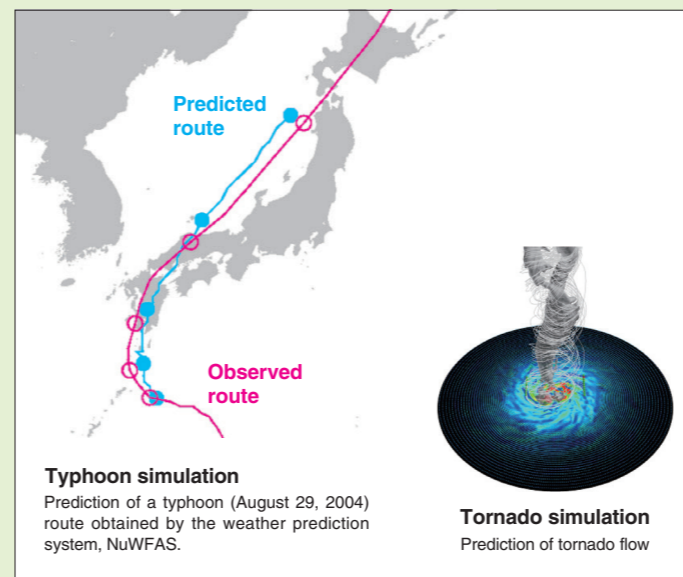 Predicted
route
Observed
route
Typhoon simulation
Prediction of a typhoon (August 29, 2004)
route obtained by the weather prediction
system, NuWFAS.
Tornado simulation
Prediction of tornado flow